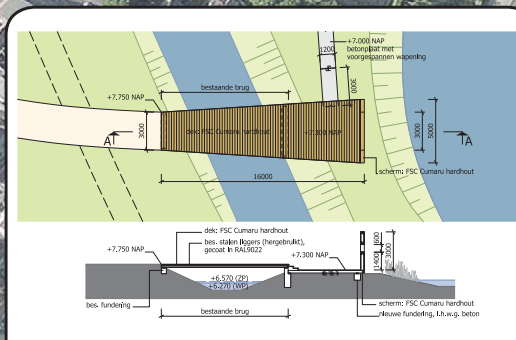 +7.000 NAP
betonplaat met
voorgespannen wapening
1200
3000
bestaande brug
+7,750 NAP
dek: FSC Cumaru hardhout
+7.300 NAP
2000
3000
5000
A
A
scherm: FSC Cumaru hardhout
16000
dek: FSC Cumaru hardhout
bes. stalen liggers (hergebruikt),
gecoat in RAL9022
+7.750 NAP
+7.300 NAP
1400
600
3000
+6.570 (ZP)
+6.270 (WP)
bes. fundering
scherm: FSC Cumaru hardhout
nieuwe fundering, i.h.w.g. beton
bestaande brug